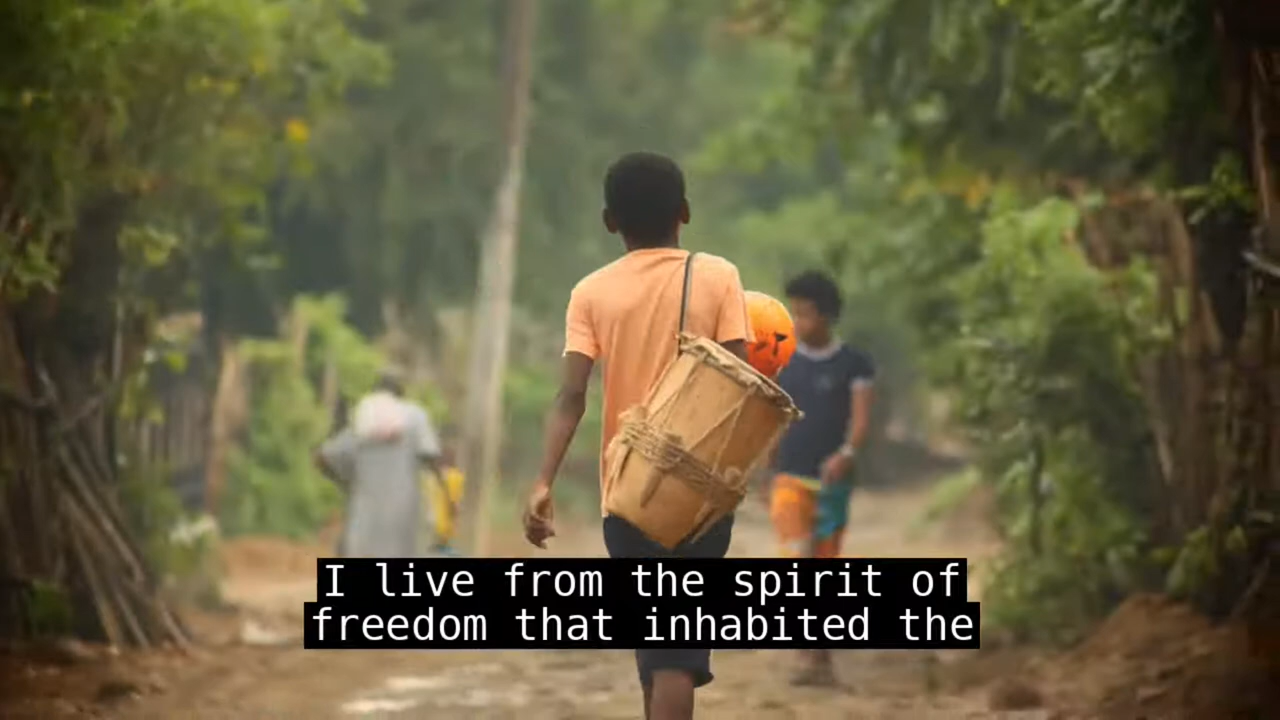 I live from the spirit of
freedom that inhabited the